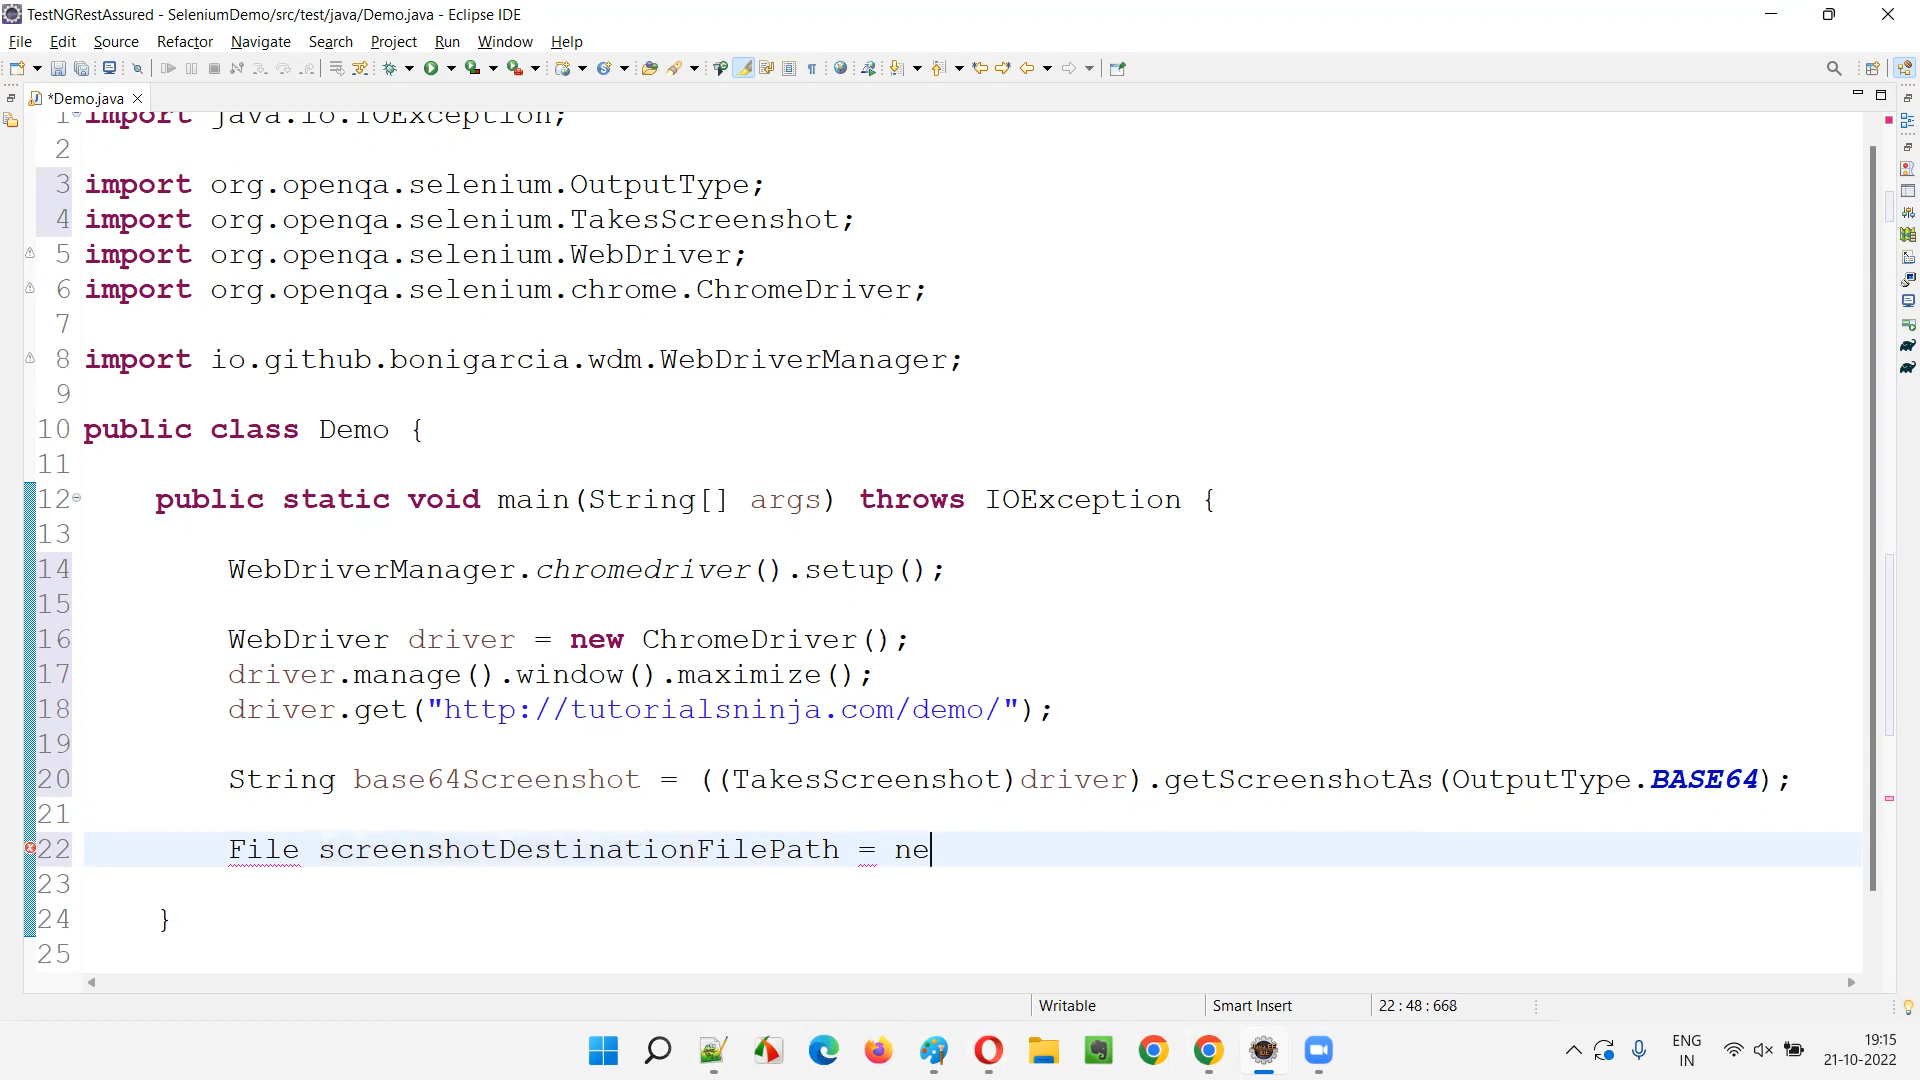 TestNGRestAssured - SeleniumDemo/src/test/java/Demo.java - Eclipse IDE
File Edit Source Refactor Navigate Search Project Run Window Help
*Demo.java
1 import java.io.IOException;
2
3 import org.openqa.selenium.OutputType;
4 import org.openqa.selenium.TakesScreenshot;
5 import org.openqa.selenium.WebDriver;
6 import org.openqa.selenium.chrome.ChromeDriver;
7
8 import io.github.bonigarcia.wdm.WebDriverManager;
9
10 public class Demo {
11
12 public static void main(String[] args) throws IOException {
13
14 WebDriverManager.chromedriver().setup();
15
16 WebDriver driver = new ChromeDriver();
17 driver.manage().window().maximize();
18 driver.get("http://tutorialsninja.com/demo/");
19
20 String base64Screenshot = ((TakesScreenshot)driver).getScreenshotAs(OutputType.BASE64);
21
22 File screenshotDestinationFilePath = ne
23
24 }
25
Writable Smart Insert 22 : 48 : 668
ENG
IN
19:15
21-10-2022